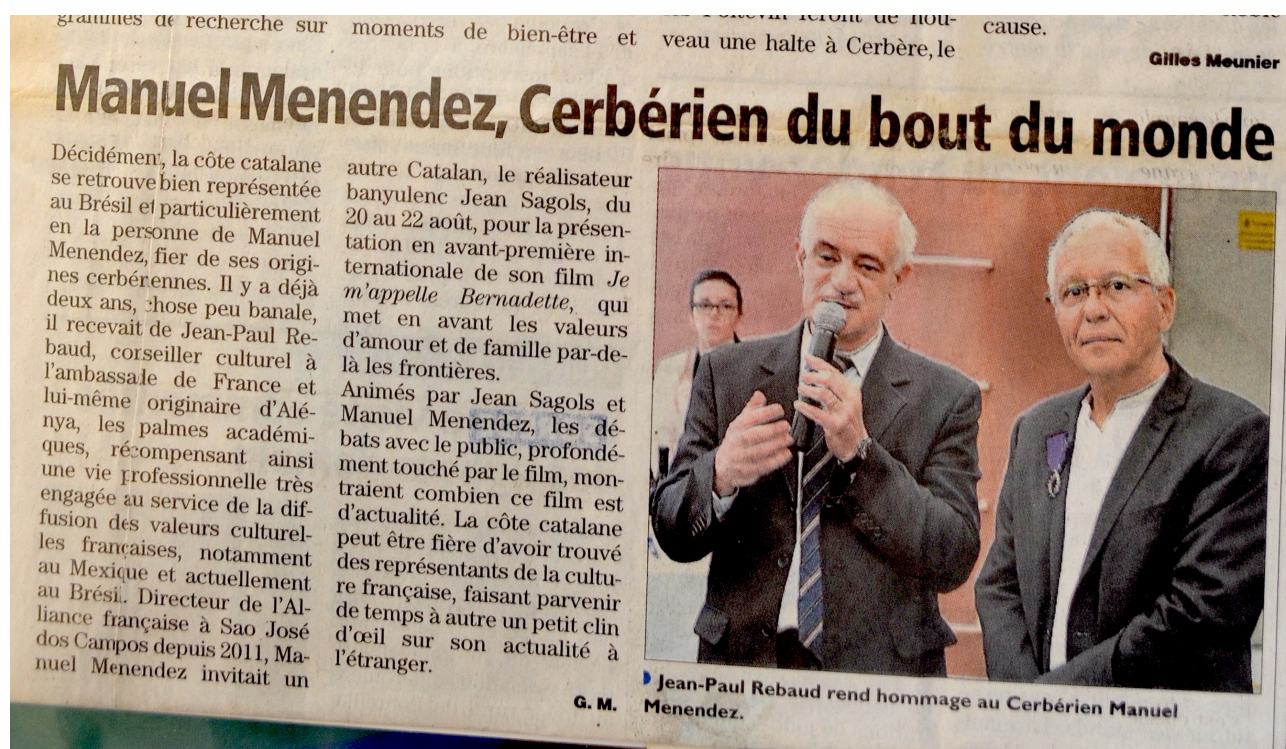 grammes de recherche sur
moments de bien-être et
veau une halte à Cerbère, le
cause.
Gilles Meunier
Manuel Menendez, Cerbérien du bout du monde
Décidément, la côte catalane
se retrouve bien représentée
au Brésil et particulièrement
en la personne de Manuel
Menendez, fier de ses origi-
nes cerbériennes. Il y a déjà
deux ans, chose peu banale,
il recevait de Jean-Paul Re-
baud, conseiller culturel à
l'ambassade de France et
lui-même originaire d'Alé-
nya, les palmes académi-
ques, récompensant ainsi
une vie professionnelle très
engagée au service de la dif-
fusion des valeurs culturel-
les françaises, notamment
au Mexique et actuellement
au Brésil. Directeur de l'Al-
liance française à Sao José
dos Campos depuis 2011, Ma-
nuel Menendez invitait un
autre Catalan, le réalisateur
banyulenc Jean Sagols, du
20 au 22 août, pour la présen-
tation en avant-première in-
ternationale de son film Je
m'appelle Bernadette, qui
met en avant les valeurs
d'amour et de famille par-de-
là les frontières.
Animés par Jean Sagols et
Manuel Menendez, les dé-
bats avec le public, profondé-
ment touché par le film, mon-
traient combien ce film est
d'actualité. La côte catalane
peut être fière d'avoir trouvé
des représentants de la cultu-
re française, faisant parvenir
de temps à autre un petit clin
d'œil sur son actualité à
l'étranger.
G. M.
Jean-Paul Rebaud rend hommage au Cerbérien Manuel
Menendez.